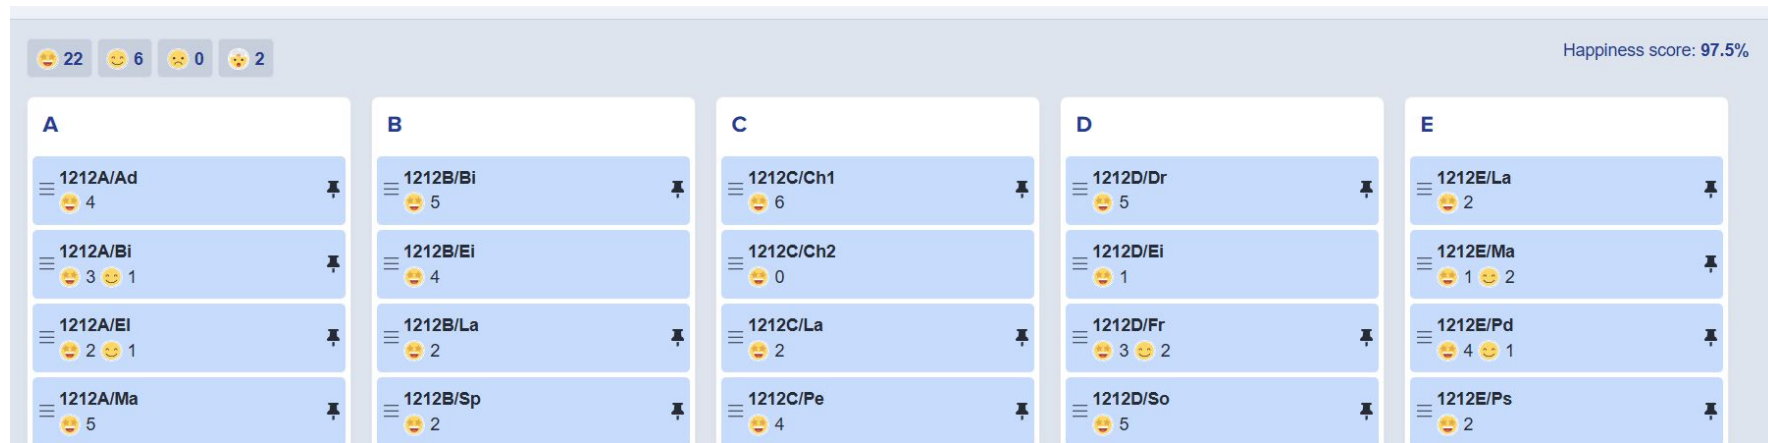 22 6 0 2
Happiness score: 97.5%
A
1212A/Ad
4
1212A/Bi
3 1
1212A/El
2 1
1212A/Ma
5
B
1212B/Bi
5
1212B/Ei
4
1212B/La
2
1212B/Sp
2
C
1212C/Ch1
6
1212C/Ch2
0
1212C/La
2
1212C/Pe
4
D
1212D/Dr
5
1212D/Ei
1
1212D/Fr
3 2
1212D/So
5
E
1212E/La
2
1212E/Ma
1 2
1212E/Pd
4 1
1212E/Ps
2